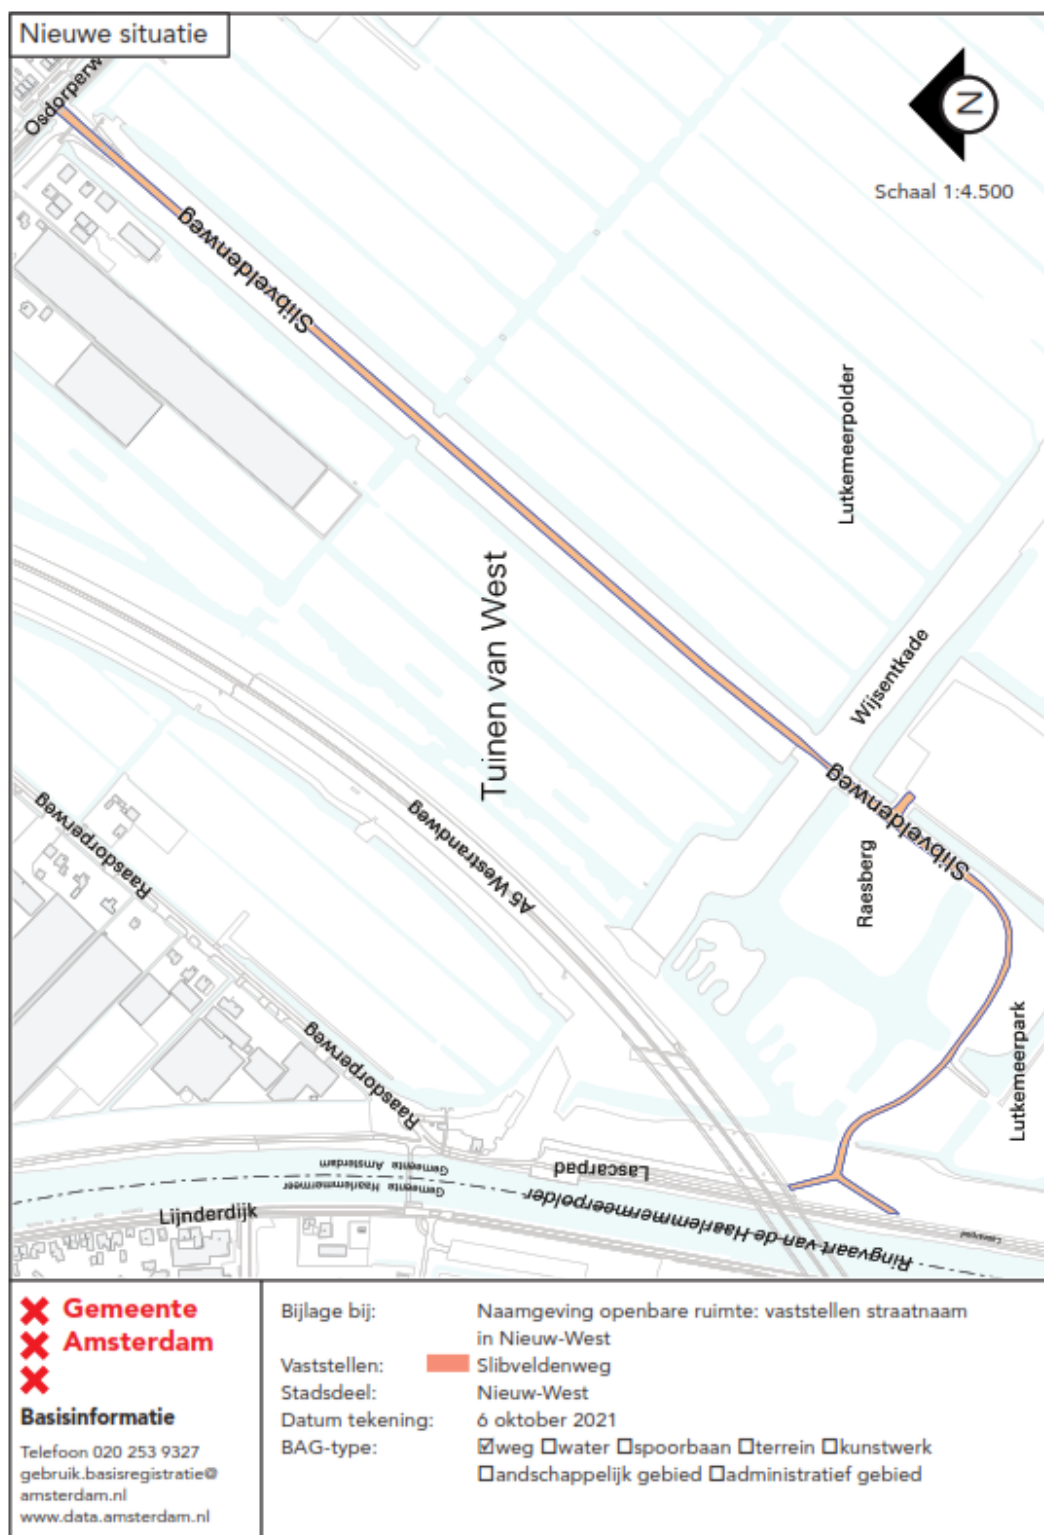 Nieuwe situatie
Osdorperw
N
Schaal 1:4.500
Slibveldenweg
Lutkemeerpolder
Tuinen van West
Wijsentkade
Slibveldenweg
Raesberg
A5 Westrandweg
Raasdorperweg
Raasdorperweg
Lutkemeerpark
Lascarpad
Gemeente Amsterdam
Gemeente Haarlemmermeer
Ringvaart van de Haarlemmermeerpolder
Lijnderdijk
Lascarpad
Gemeente
Amsterdam
Basisinformatie
Telefoon 020 253 9327
gebruik.basisregistratie@
amsterdam.nl
www.data.amsterdam.nl
Bijlage bij: Naamgeving openbare ruimte: vaststellen straatnaam
in Nieuw-West
Vaststellen: Slibveldenweg
Stadsdeel: Nieuw-West
Datum tekening: 6 oktober 2021
BAG-type: ☑weg ☐water ☐spoorbaan ☐terrein ☐kunstwerk
☐andschappelijk gebied ☐administratief gebied